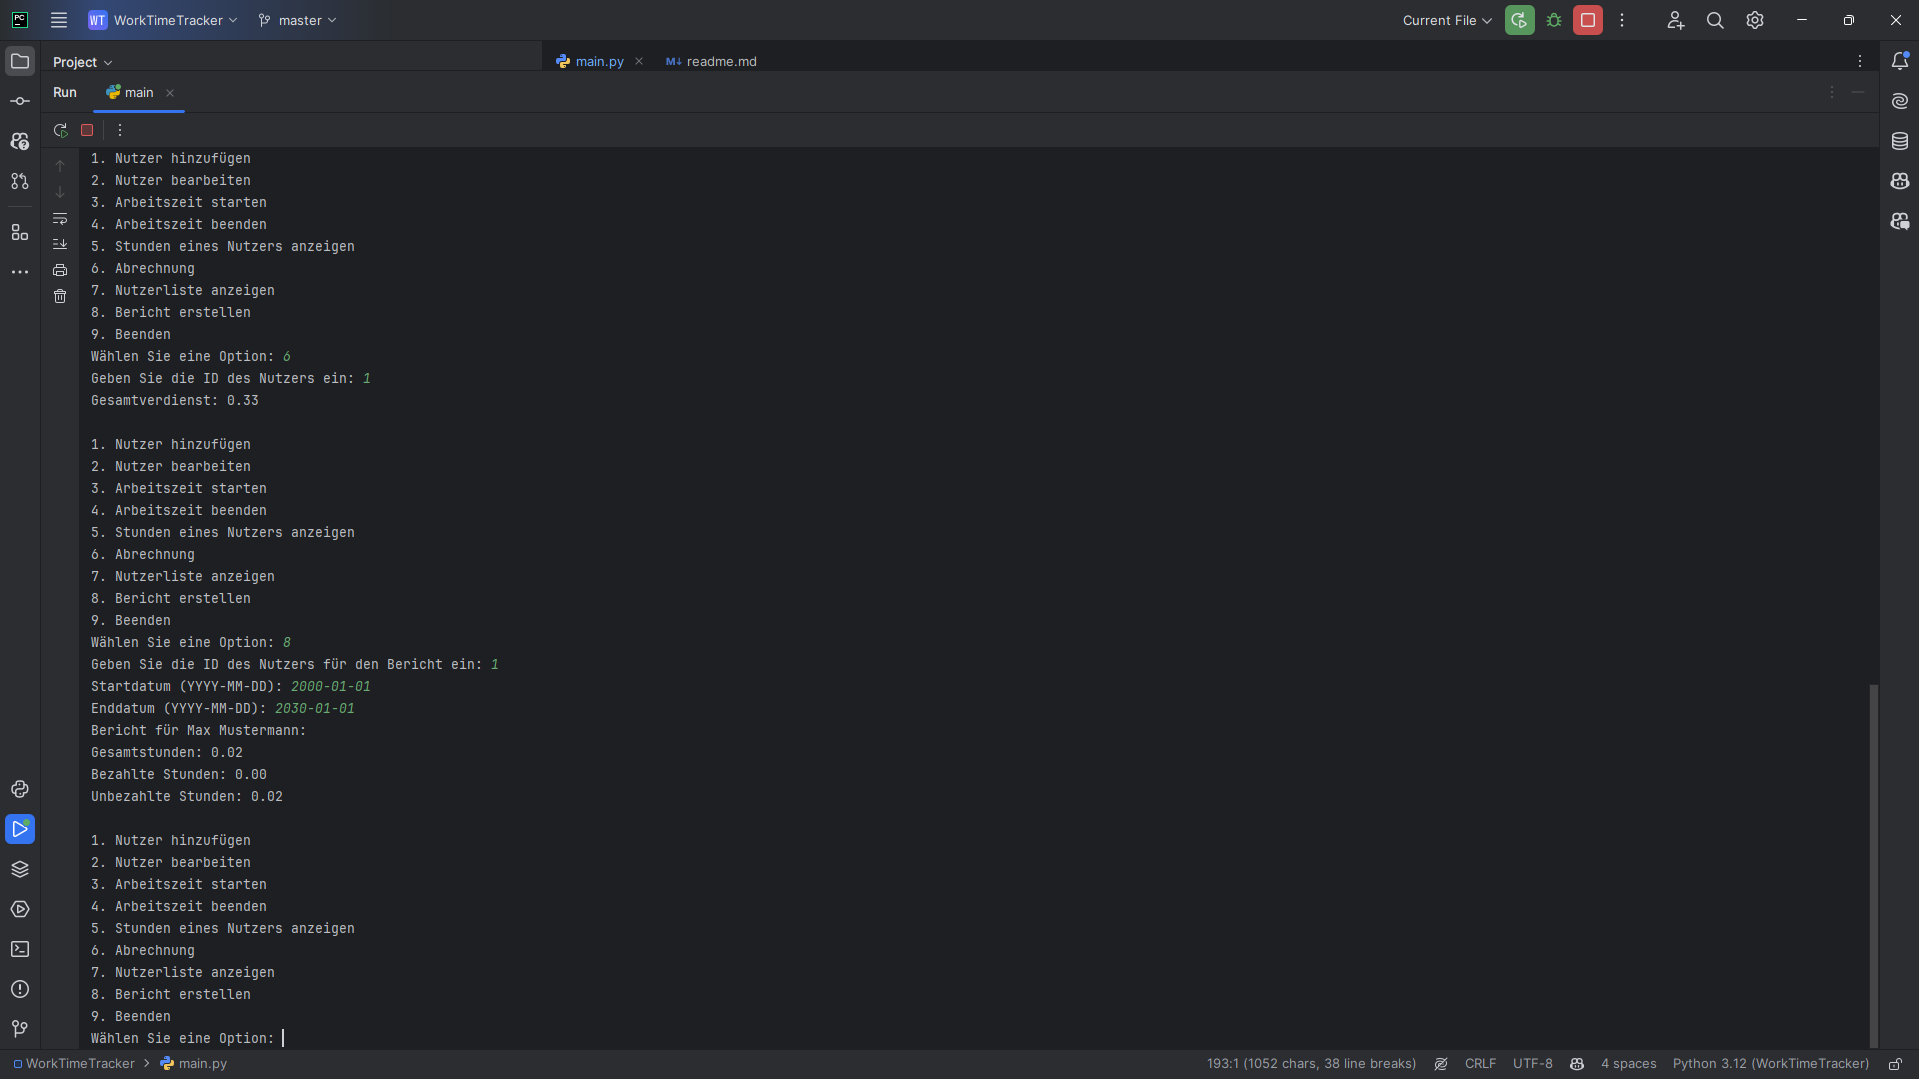 PC
WT WorkTimeTracker master Current File
Project main.py M↓ readme.md
Run main
1. Nutzer hinzufügen
2. Nutzer bearbeiten
3. Arbeitszeit starten
4. Arbeitszeit beenden
5. Stunden eines Nutzers anzeigen
6. Abrechnung
7. Nutzerliste anzeigen
8. Bericht erstellen
9. Beenden
Wählen Sie eine Option: 6
Geben Sie die ID des Nutzers ein: 1
Gesamtverdienst: 0.33
1. Nutzer hinzufügen
2. Nutzer bearbeiten
3. Arbeitszeit starten
4. Arbeitszeit beenden
5. Stunden eines Nutzers anzeigen
6. Abrechnung
7. Nutzerliste anzeigen
8. Bericht erstellen
9. Beenden
Wählen Sie eine Option: 8
Geben Sie die ID des Nutzers für den Bericht ein: 1
Startdatum (YYYY-MM-DD): 2000-01-01
Enddatum (YYYY-MM-DD): 2030-01-01
Bericht für Max Mustermann:
Gesamtstunden: 0.02
Bezahlte Stunden: 0.00
Unbezahlte Stunden: 0.02
1. Nutzer hinzufügen
2. Nutzer bearbeiten
3. Arbeitszeit starten
4. Arbeitszeit beenden
5. Stunden eines Nutzers anzeigen
6. Abrechnung
7. Nutzerliste anzeigen
8. Bericht erstellen
9. Beenden
Wählen Sie eine Option:
WorkTimeTracker > main.py 193:1 (1052 chars, 38 line breaks) CRLF UTF-8 4 spaces Python 3.12 (WorkTimeTracker)